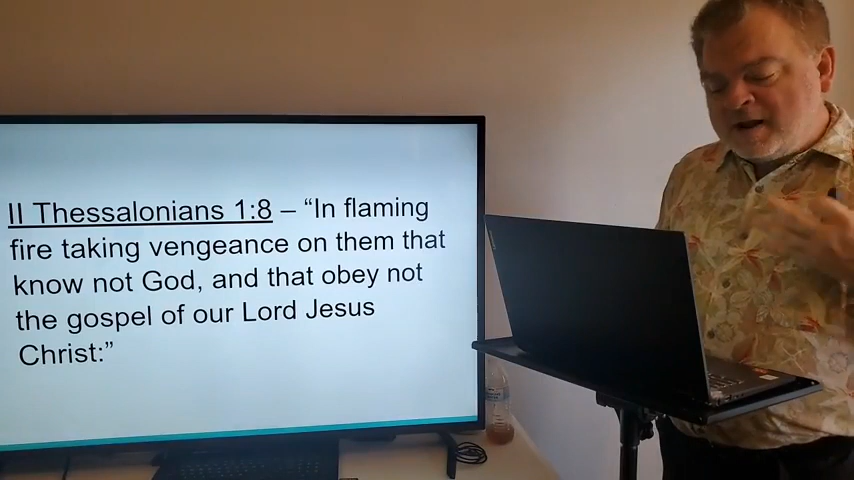 II Thessalonians 1:8 – “In flaming
fire taking vengeance on them that
know not God, and that obey not
the gospel of our Lord Jesus
Christ:”